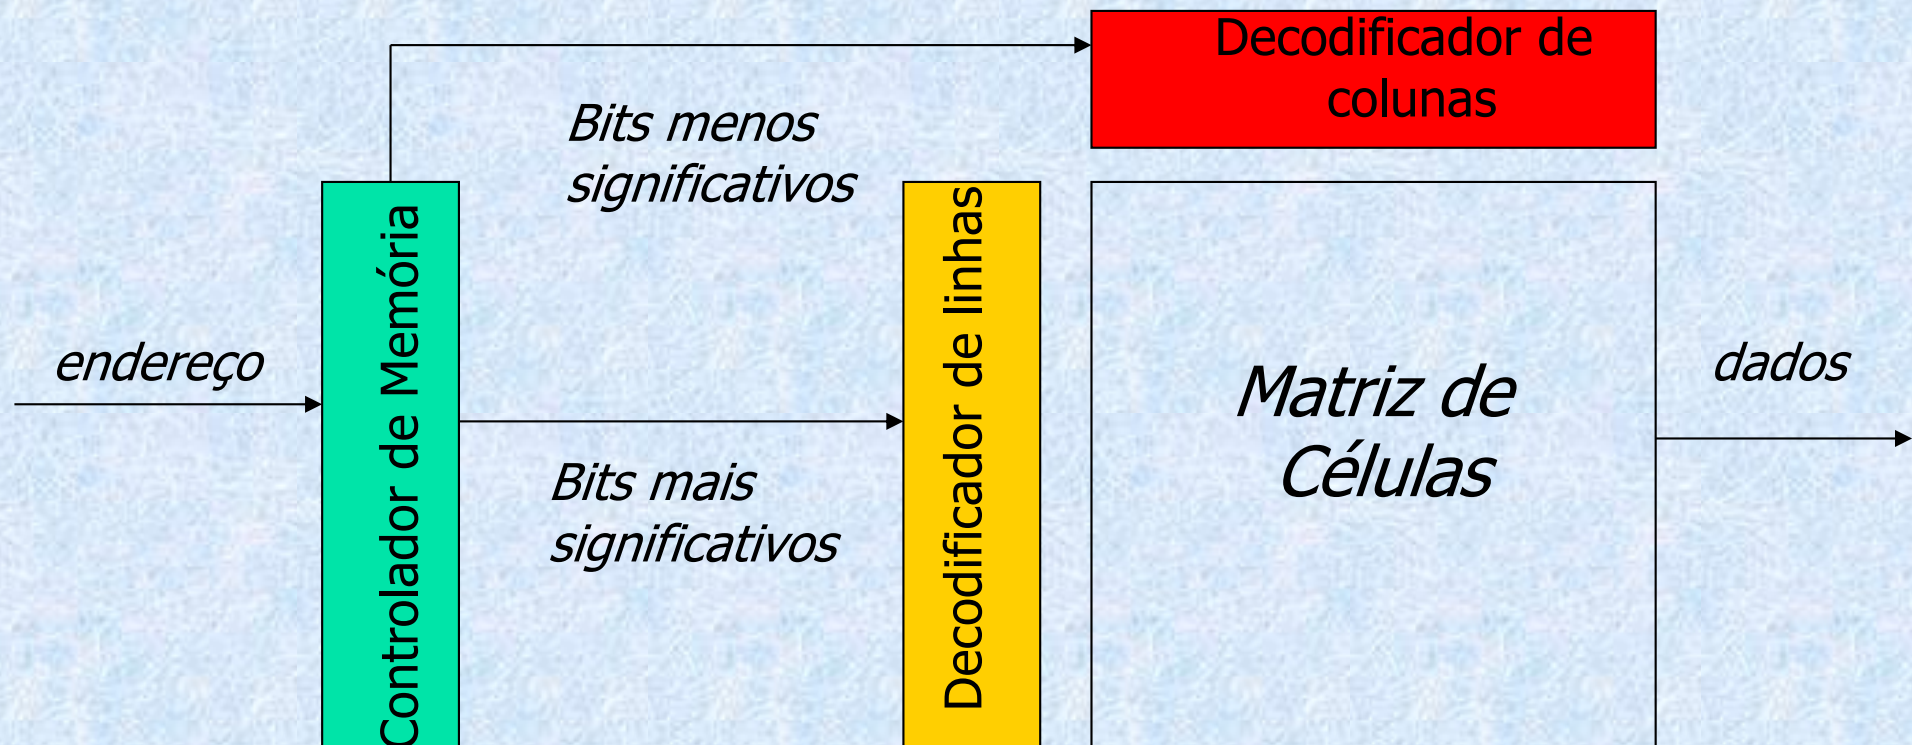 Decodificador de
colunas
Bits menos
significativos
Controlador de Memória
Decodificador de linhas
endereço
Matriz de
Células
dados
Bits mais
significativos